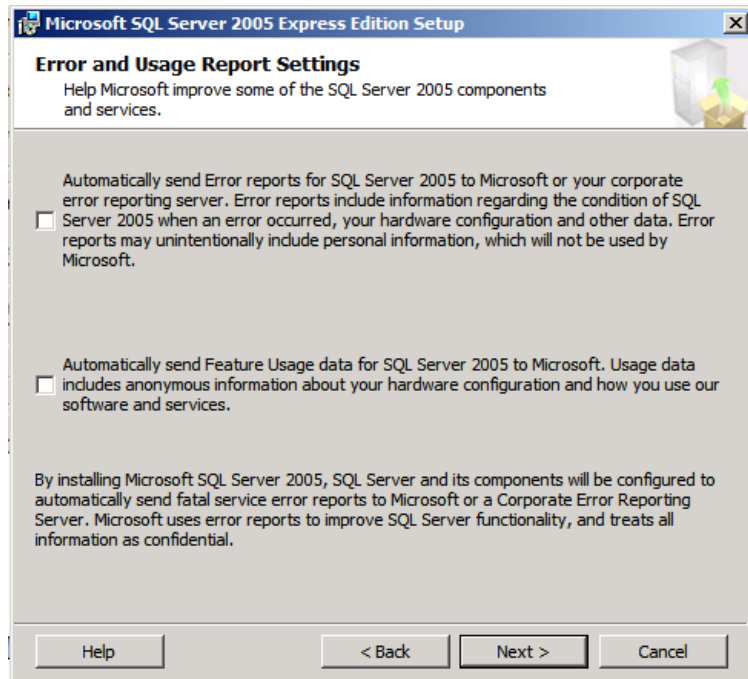 Microsoft SQL Server 2005 Express Edition Setup
Error and Usage Report Settings
Help Microsoft improve some of the SQL Server 2005 components
and services.
Automatically send Error reports for SQL Server 2005 to Microsoft or your corporate
error reporting server. Error reports include information regarding the condition of SQL
Server 2005 when an error occurred, your hardware configuration and other data. Error
reports may unintentionally include personal information, which will not be used by
Microsoft.
Automatically send Feature Usage data for SQL Server 2005 to Microsoft. Usage data
includes anonymous information about your hardware configuration and how you use our
software and services.
By installing Microsoft SQL Server 2005, SQL Server and its components will be configured to
automatically send fatal service error reports to Microsoft or a Corporate Error Reporting
Server. Microsoft uses error reports to improve SQL Server functionality, and treats all
information as confidential.
Help < Back Next > Cancel